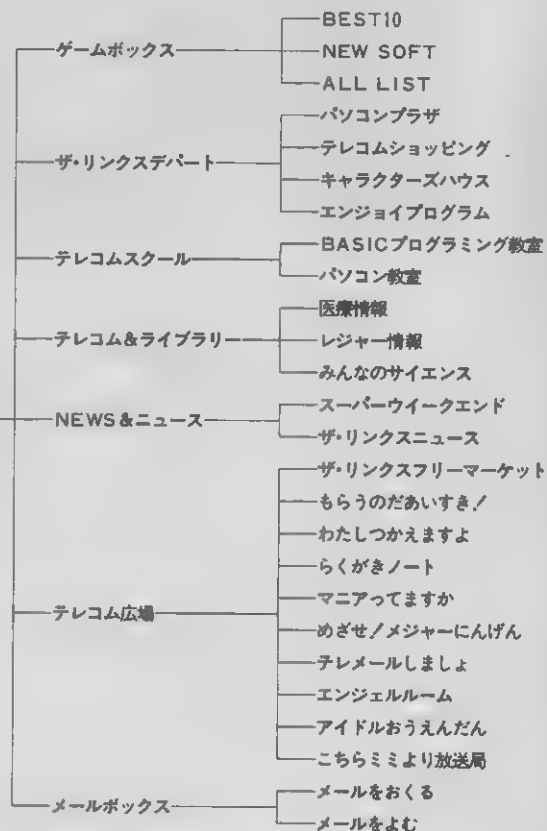 ゲームボックス
BEST10
NEW SOFT
ALL LIST
ザ・リンクスデパート
パソコンプラザ
テレコムショッピング
キャラクターズハウス
エンジョイプログラム
テレコムスクール
BASICプログラミング教室
パソコン教室
テレコム&ライブラリー
医療情報
レジャー情報
みんなのサイエンス
NEWS&ニュース
スーパーウイークエンド
ザ・リンクスニュース
テレコム広場
ザ・リンクスフリーマーケット
もらうのだあいすき!
わたしつかえますよ
らくがきノート
マニアってますか
めざせ!メジャーにんげん
テレメールしましょ
エンジェルルーム
アイドルおうえんだん
こちらミミより放送局
メールボックス
メールをおくる
メールをよむ